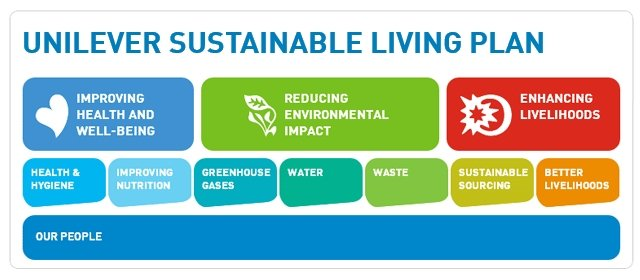 UNILEVER SUSTAINABLE LIVING PLAN
IMPROVING
HEALTH AND
WELL-BEING
REDUCING
ENVIRONMENTAL
IMPACT
ENHANCING
LIVELIHOODS
HEALTH &
HYGIENE
IMPROVING
NUTRITION
GREENHOUSE
GASES
WATER
WASTE
SUSTAINABLE
SOURCING
BETTER
LIVELIHOODS
OUR PEOPLE